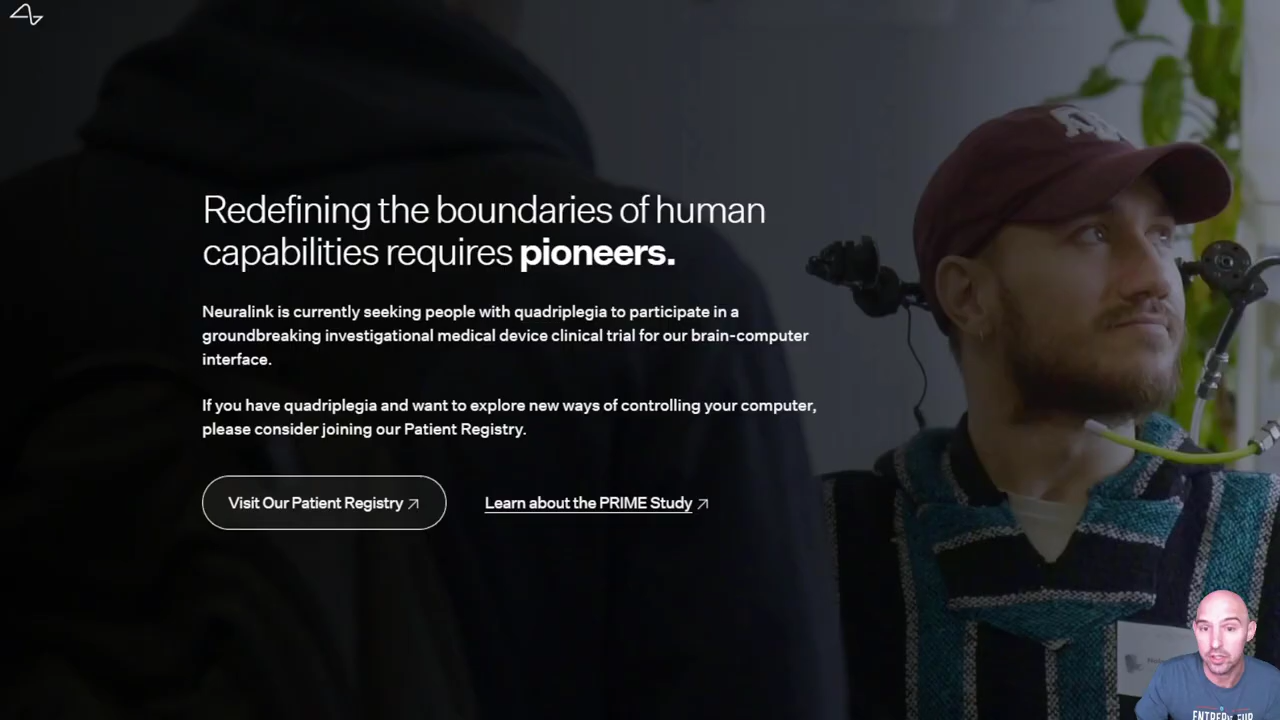 Redefining the boundaries of human
capabilities requires pioneers.
Neuralink is currently seeking people with quadriplegia to participate in a
groundbreaking investigational medical device clinical trial for our brain-computer
interface.
If you have quadriplegia and want to explore new ways of controlling your computer,
please consider joining our Patient Registry.
Visit Our Patient Registry ↗
Learn about the PRIME Study ↗